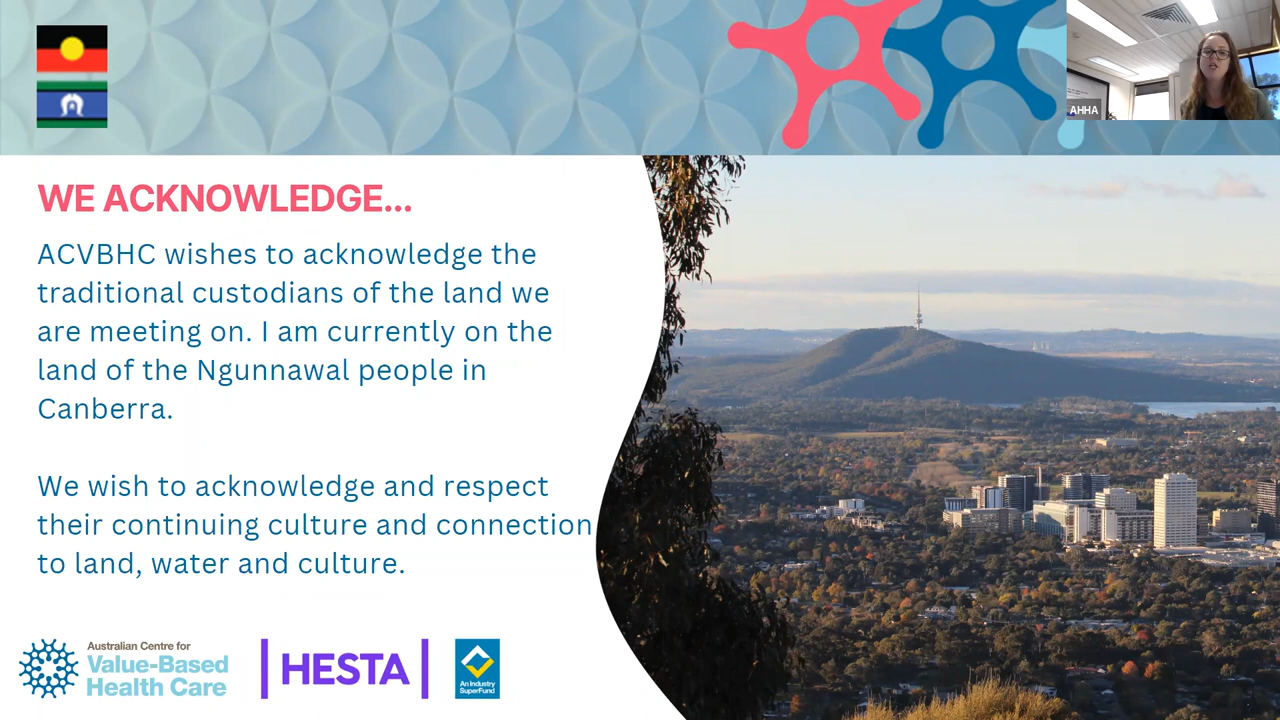 AHHA
WE ACKNOWLEDGE...
ACVBHC wishes to acknowledge the
traditional custodians of the land we
are meeting on. I am currently on the
land of the Ngunnawal people in
Canberra.
We wish to acknowledge and respect
their continuing culture and connection
to land, water and culture.
Australian Centre for
Value-Based
Health Care
HESTA
An Industry
SuperFund